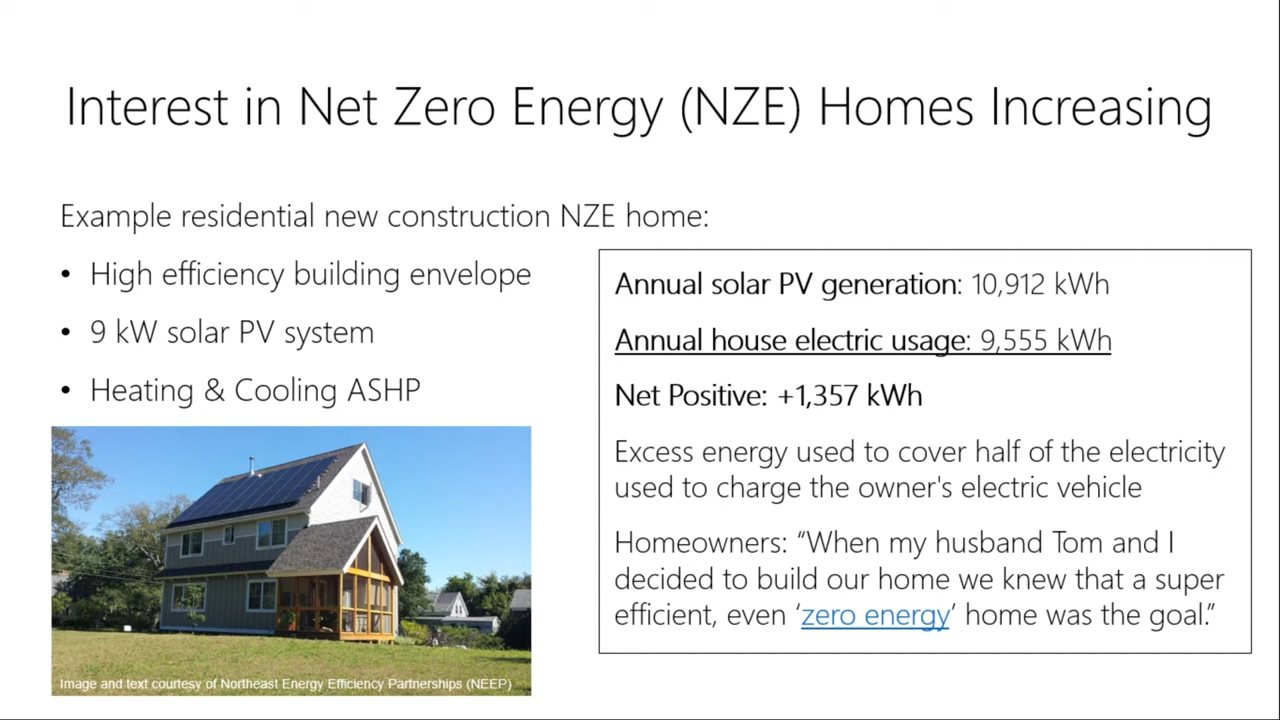 Interest in Net Zero Energy (NZE) Homes Increasing
Example residential new construction NZE home:
• High efficiency building envelope
• 9 kW solar PV system
• Heating & Cooling ASHP
Image and text courtesy of Northeast Energy Efficiency Partnerships (NEEP)
Annual solar PV generation: 10,912 kWh
Annual house electric usage: 9,555 kWh
Net Positive: +1,357 kWh
Excess energy used to cover half of the electricity
used to charge the owner's electric vehicle
Homeowners: “When my husband Tom and I
decided to build our home we knew that a super
efficient, even ‘zero energy’ home was the goal.”